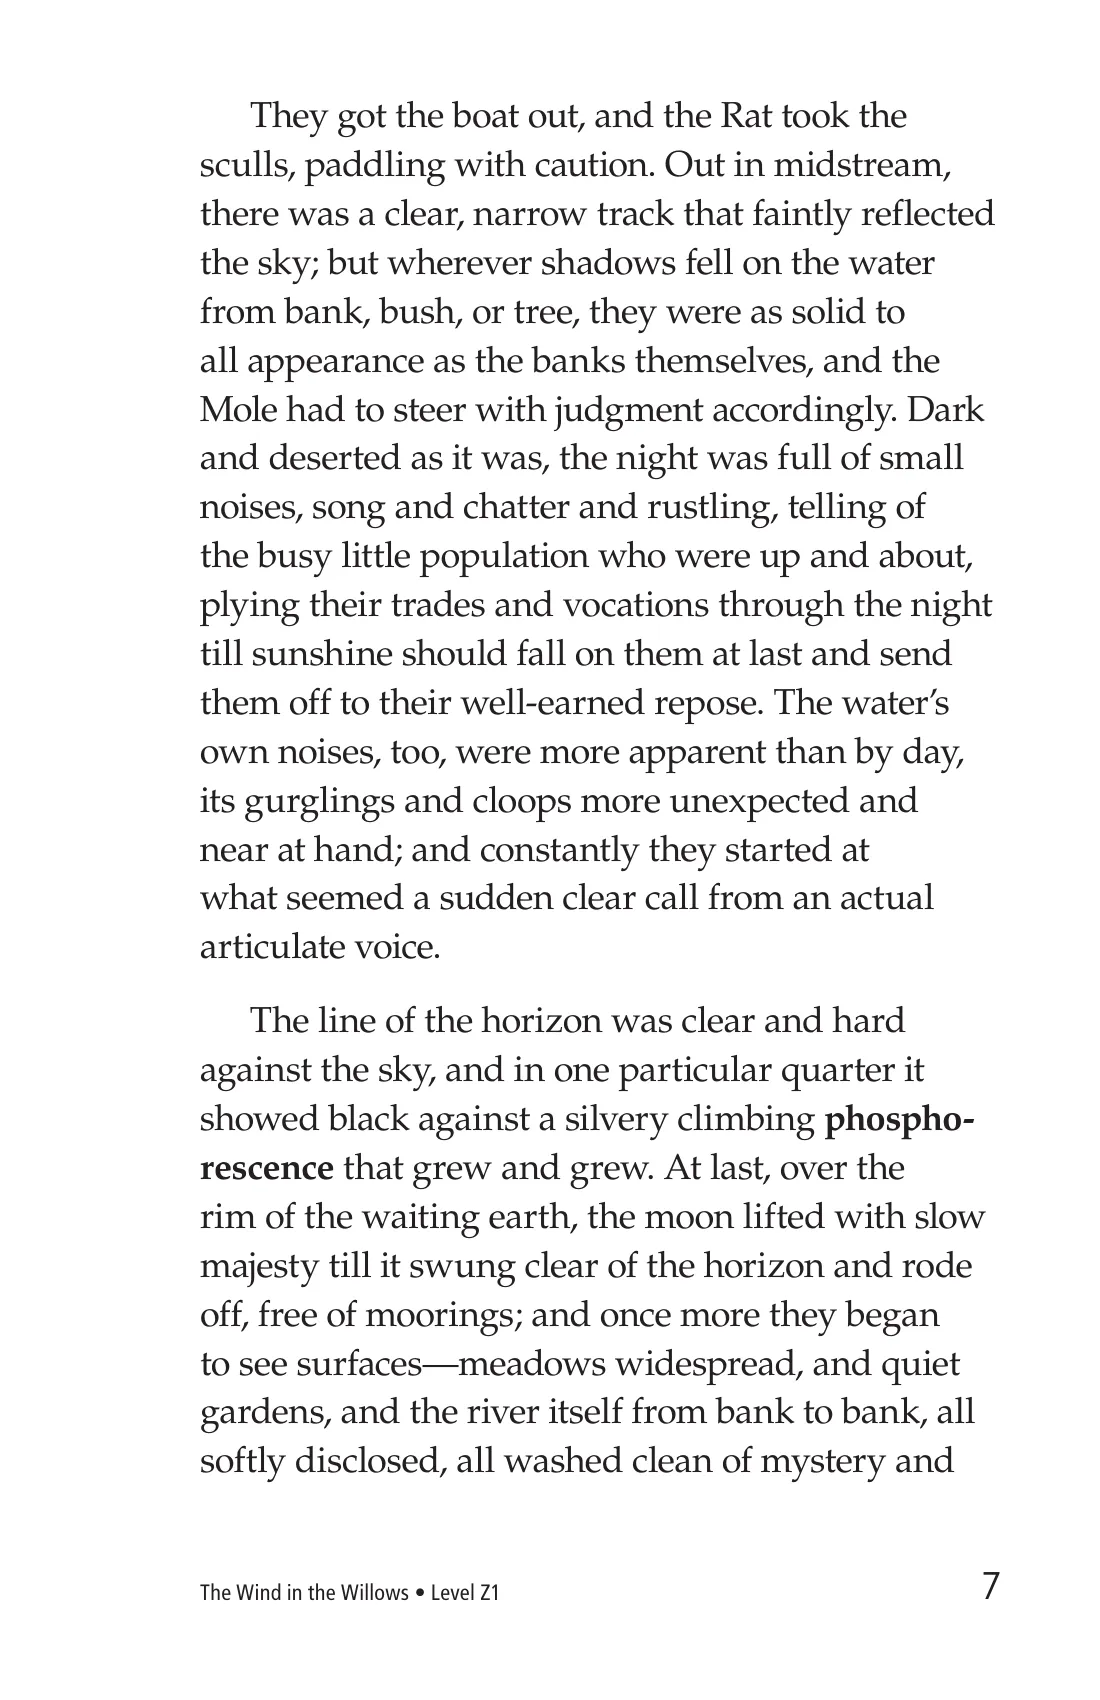 They got the boat out, and the Rat took the
sculls, paddling with caution. Out in midstream,
there was a clear, narrow track that faintly reflected
the sky; but wherever shadows fell on the water
from bank, bush, or tree, they were as solid to
all appearance as the banks themselves, and the
Mole had to steer with judgment accordingly. Dark
and deserted as it was, the night was full of small
noises, song and chatter and rustling, telling of
the busy little population who were up and about,
plying their trades and vocations through the night
till sunshine should fall on them at last and send
them off to their well-earned repose. The water’s
own noises, too, were more apparent than by day,
its gurglings and cloops more unexpected and
near at hand; and constantly they started at
what seemed a sudden clear call from an actual
articulate voice.
The line of the horizon was clear and hard
against the sky, and in one particular quarter it
showed black against a silvery climbing phospho-
rescence that grew and grew. At last, over the
rim of the waiting earth, the moon lifted with slow
majesty till it swung clear of the horizon and rode
off, free of moorings; and once more they began
to see surfaces—meadows widespread, and quiet
gardens, and the river itself from bank to bank, all
softly disclosed, all washed clean of mystery and
The Wind in the Willows • Level Z1
7